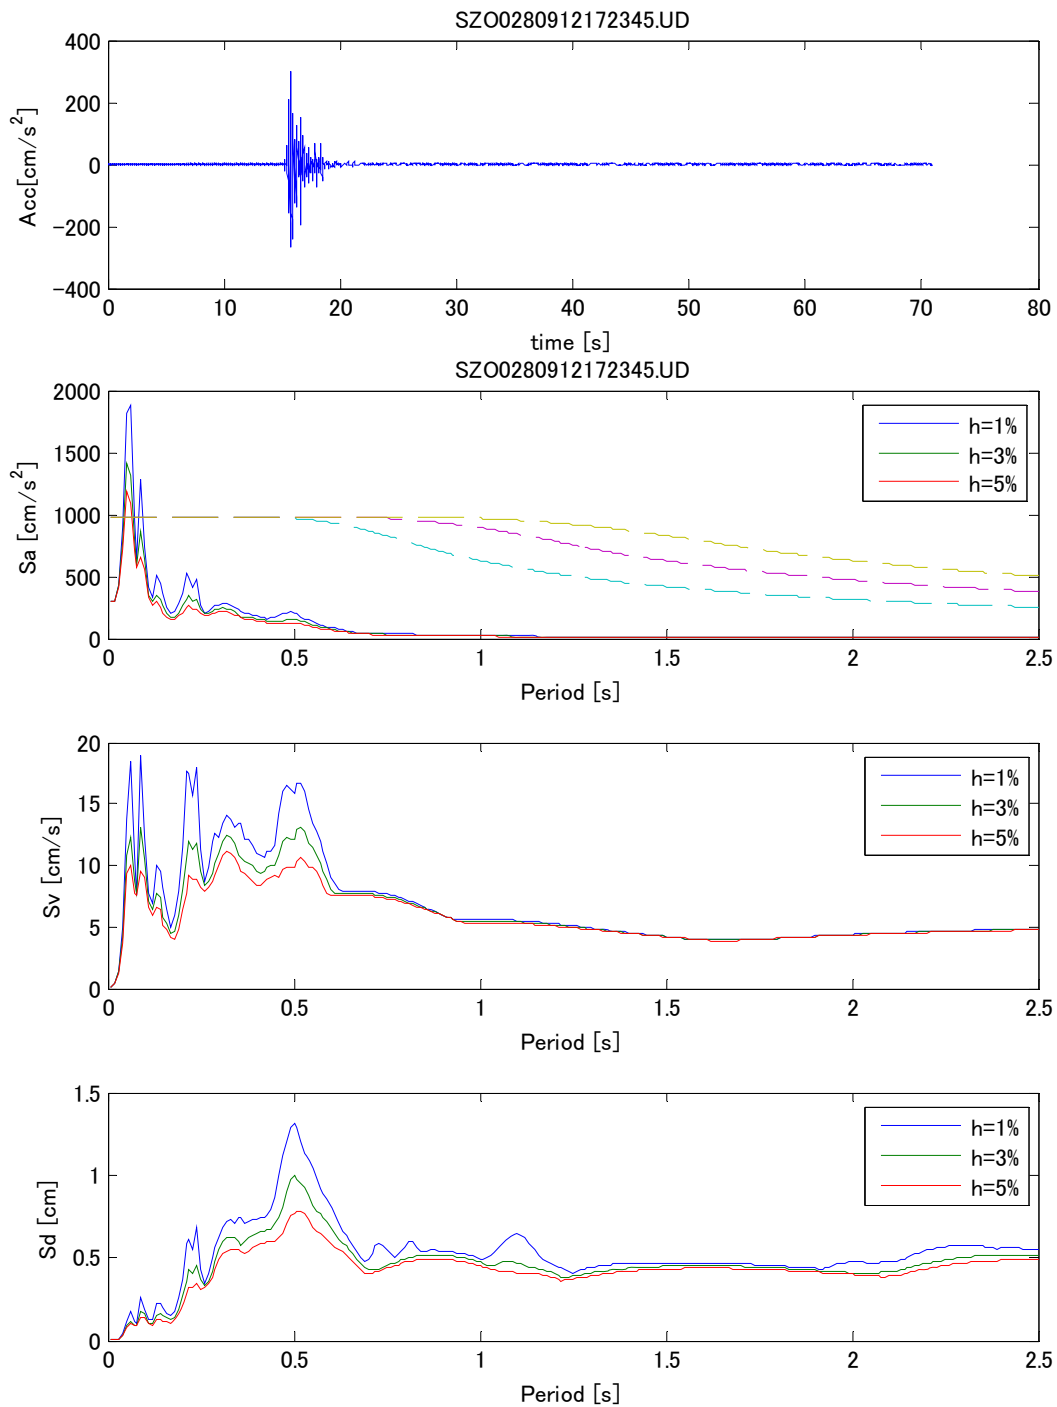 SZO0280912172345.UD
400
200
0
-200
-400
Acc[cm/s²]
0 10 20 30 40 50 60 70 80
time [s]
SZO0280912172345.UD
2000
1500
1000
500
0
Sa [cm/s²]
h=1%
h=3%
h=5%
0 0.5 1 1.5 2 2.5
Period [s]
20
15
10
5
0
Sv [cm/s]
h=1%
h=3%
h=5%
0 0.5 1 1.5 2 2.5
Period [s]
1.5
1
0.5
0
Sd [cm]
h=1%
h=3%
h=5%
0 0.5 1 1.5 2 2.5
Period [s]